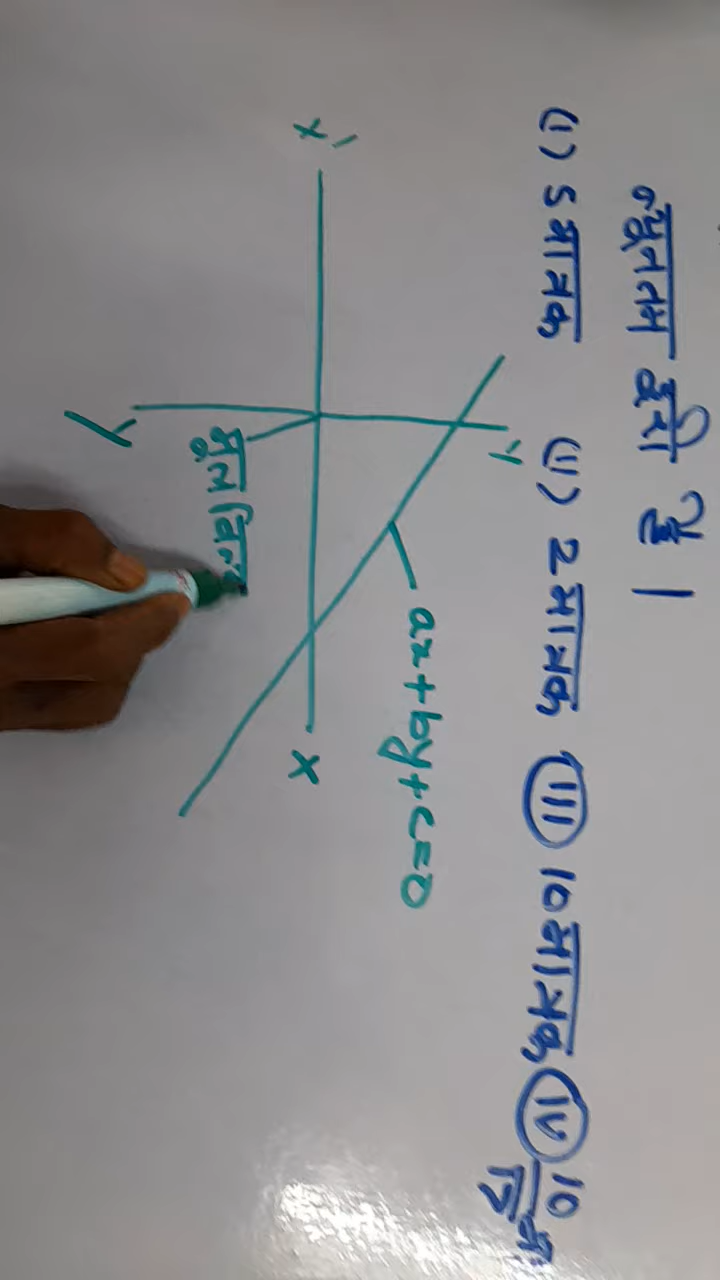 न्यूनतम दूरी है।
(i) 5 मात्रक (ii) 2 मात्रक (iii) 10 मात्रक (iv) 10
Y
ax+by+c=0
X' X
मूल बिन्
Y'